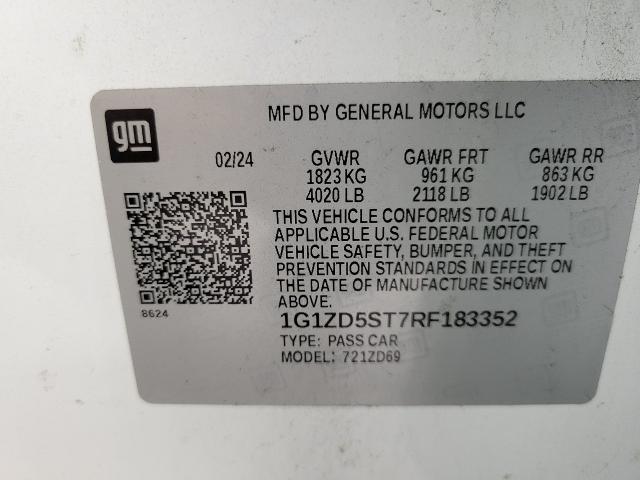 gm
MFD BY GENERAL MOTORS LLC
02/24 GVWR GAWR FRT GAWR RR
1823 KG 961 KG 863 KG
4020 LB 2118 LB 1902 LB
THIS VEHICLE CONFORMS TO ALL
APPLICABLE U.S. FEDERAL MOTOR
VEHICLE SAFETY, BUMPER, AND THEFT
PREVENTION STANDARDS IN EFFECT ON
THE DATE OF MANUFACTURE SHOWN
ABOVE.
8624
1G1ZD5ST7RF183352
TYPE: PASS CAR
MODEL: 721ZD69